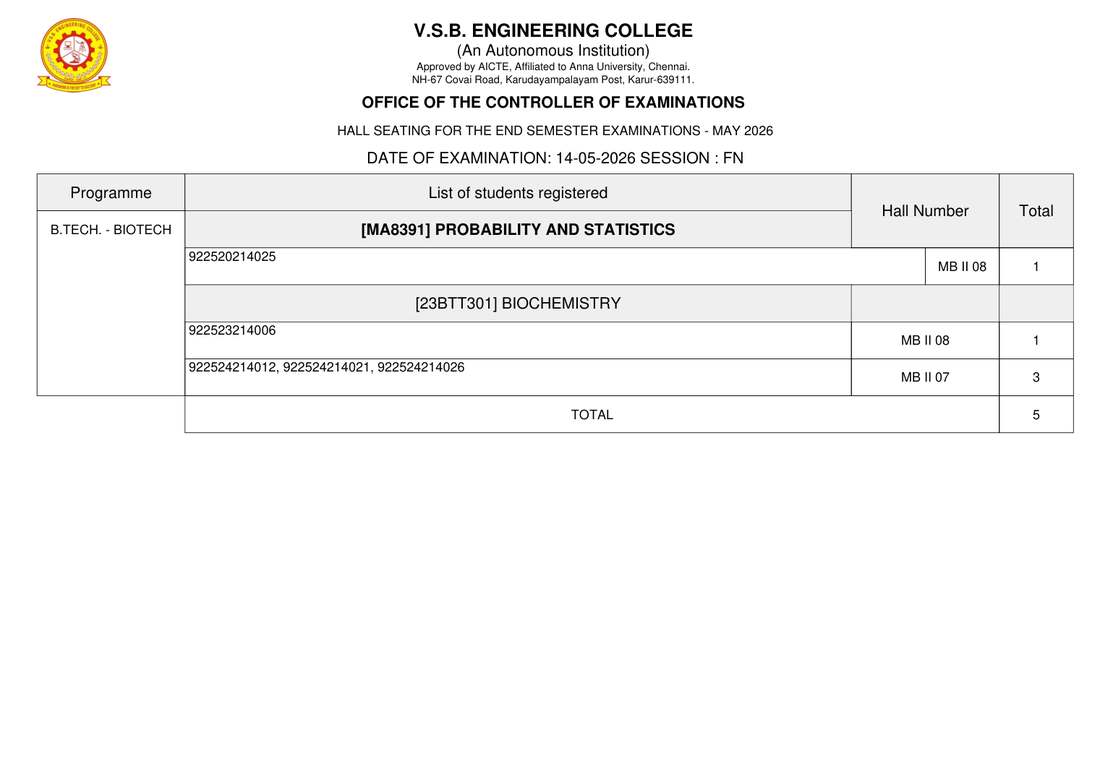 V.S.B. ENGINEERING COLLEGE
(An Autonomous Institution)
Approved by AICTE, Affiliated to Anna University, Chennai.
NH-67 Covai Road, Karudayampalayam Post, Karur-639111.
OFFICE OF THE CONTROLLER OF EXAMINATIONS
HALL SEATING FOR THE END SEMESTER EXAMINATIONS - MAY 2026
DATE OF EXAMINATION: 14-05-2026 SESSION : FN
Programme List of students registered Hall Number Total
B.TECH. - BIOTECH [MA8391] PROBABILITY AND STATISTICS
922520214025 MB II 08 1
[23BTT301] BIOCHEMISTRY
922523214006 MB II 08 1
922524214012, 922524214021, 922524214026 MB II 07 3
TOTAL 5